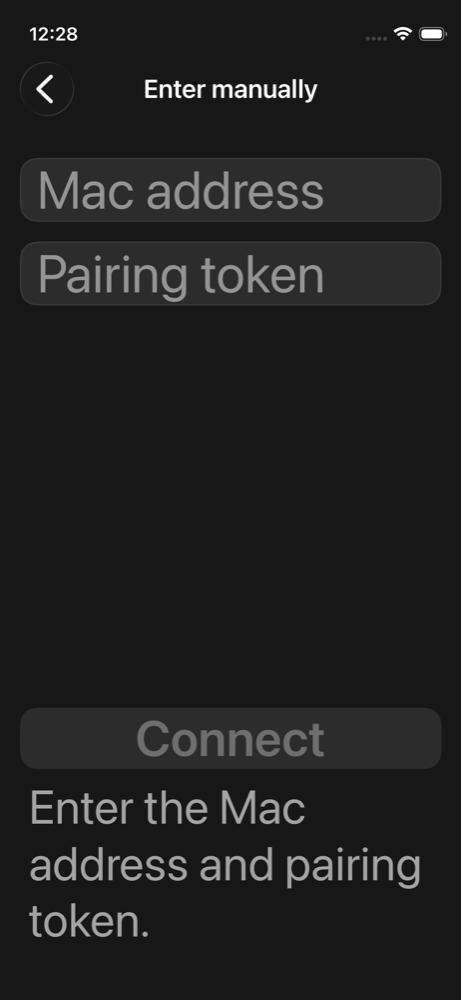 12:28
Enter manually
Mac address
Pairing token
Connect
Enter the Mac
address and pairing
token.